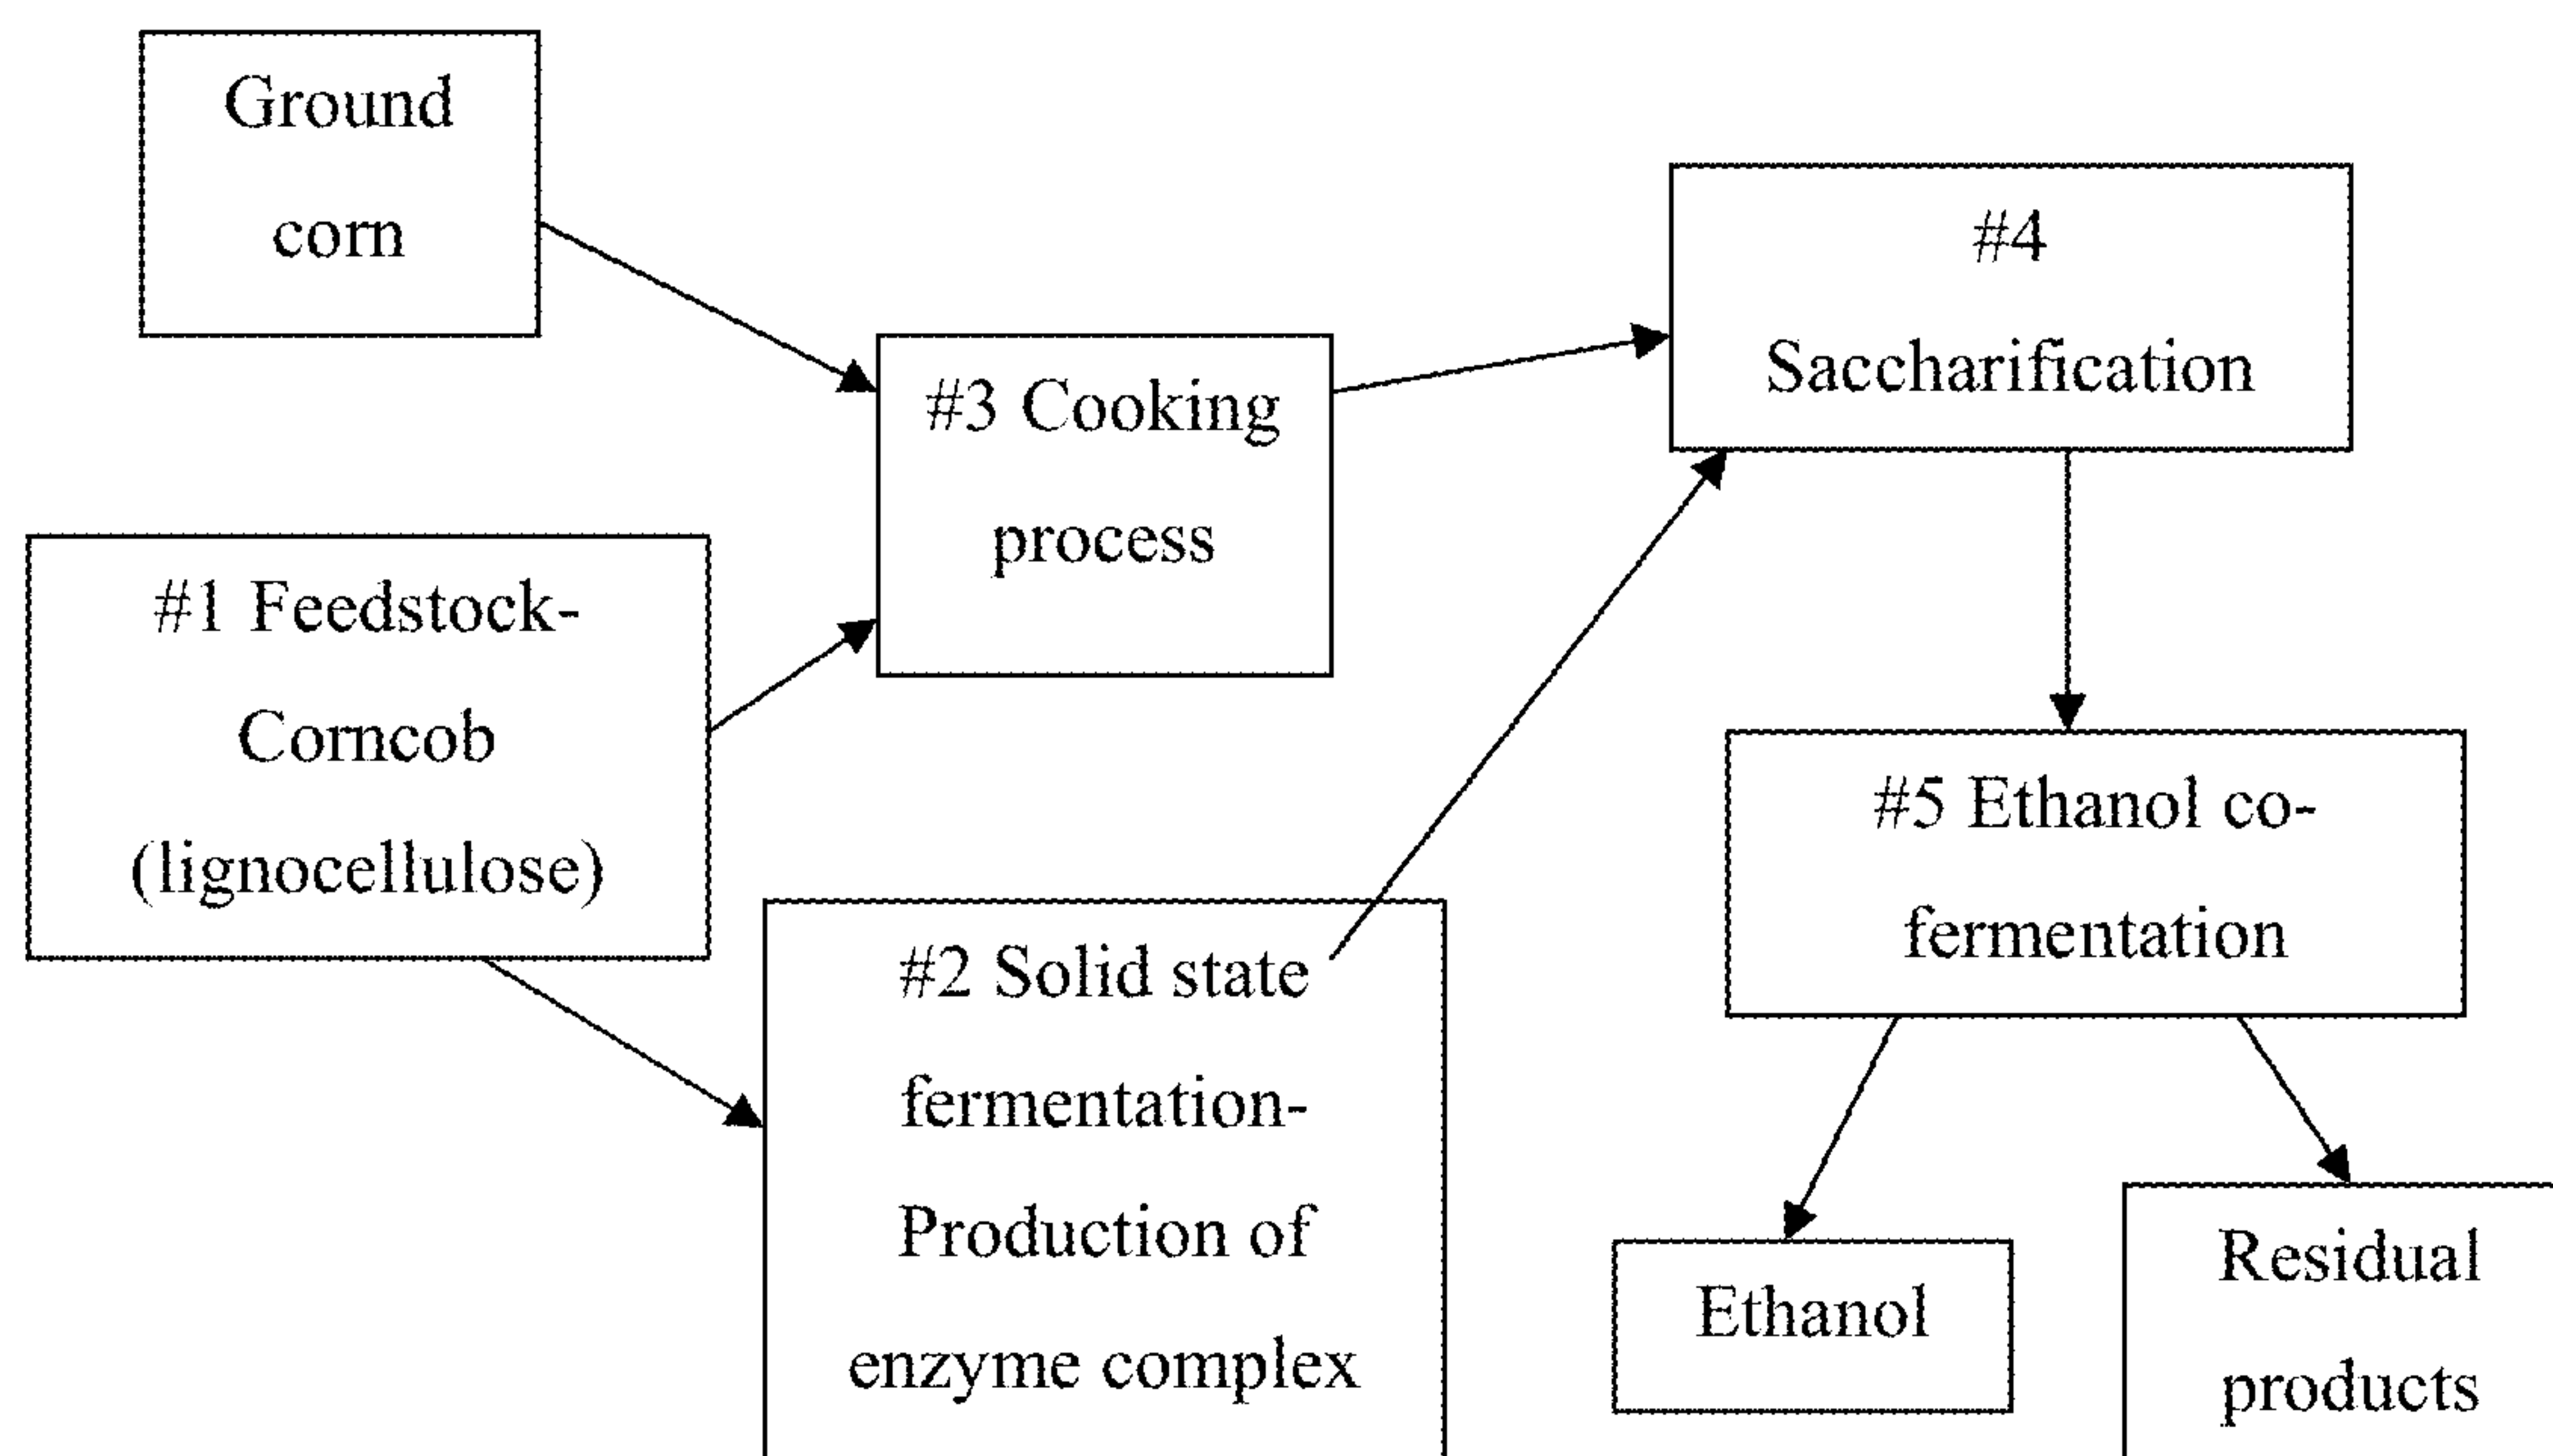 Ground
corn
#3 Cooking
process
#4
Saccharification
#1 Feedstock-
Corncob
(lignocellulose)
#2 Solid state
fermentation-
Production of
enzyme complex
#5 Ethanol co-
fermentation
Ethanol
Residual
products